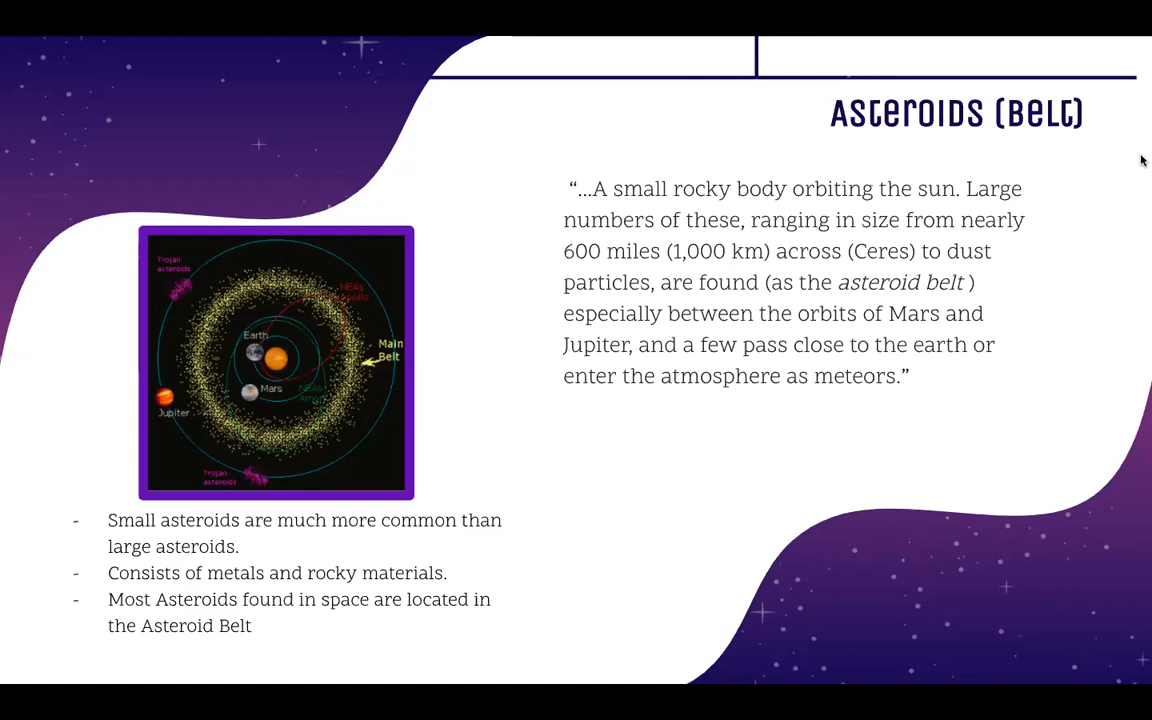 Asteroids (Belt)
“...A small rocky body orbiting the sun. Large
numbers of these, ranging in size from nearly
600 miles (1,000 km) across (Ceres) to dust
particles, are found (as the asteroid belt )
especially between the orbits of Mars and
Jupiter, and a few pass close to the earth or
enter the atmosphere as meteors.”
Trojan
asteroids
NEAs
Apollo
Earth
Main
Belt
Mars
NEAs
Jupiter
Trojan
asteroids
- Small asteroids are much more common than
large asteroids.
- Consists of metals and rocky materials.
- Most Asteroids found in space are located in
the Asteroid Belt